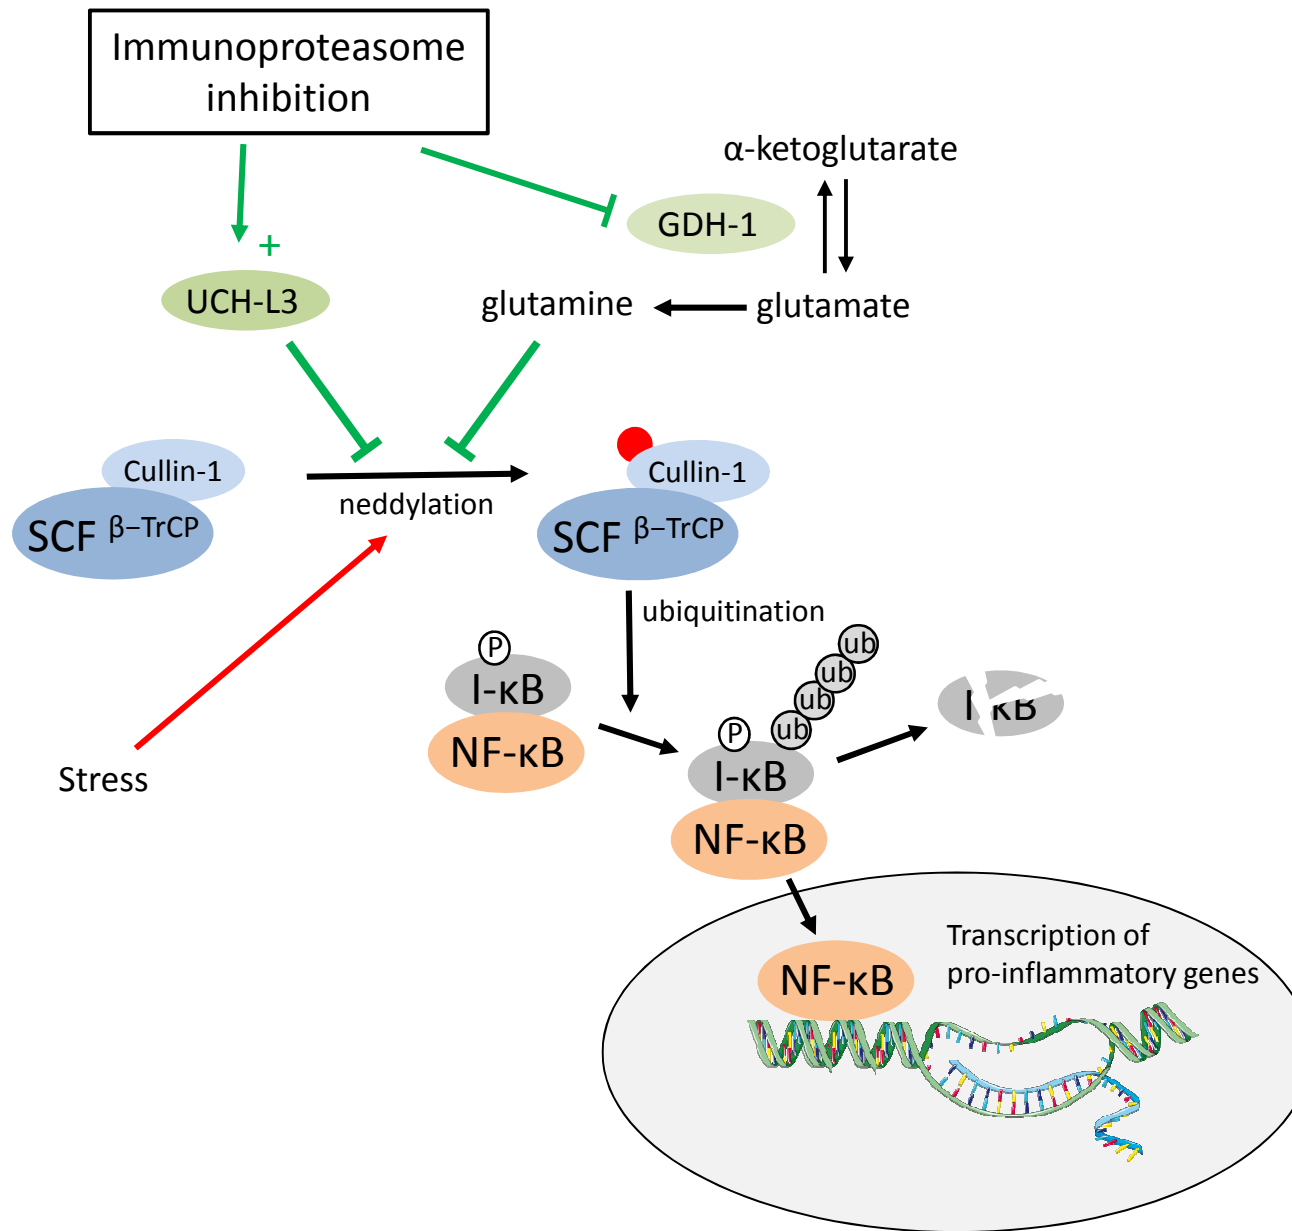 Immunoproteasome
inhibition
α-ketoglutarate
GDH-1
+
UCH-L3
glutamine
glutamate
Cullin-1
SCF β–TrCP
neddylation
Cullin-1
SCF β–TrCP
ubiquitination
Stress
P
I-κB
NF-κB
ub
ub
ub
ub
P
I-κB
NF-κB
I-κB
NF-κB
Transcription of
pro-inflammatory genes